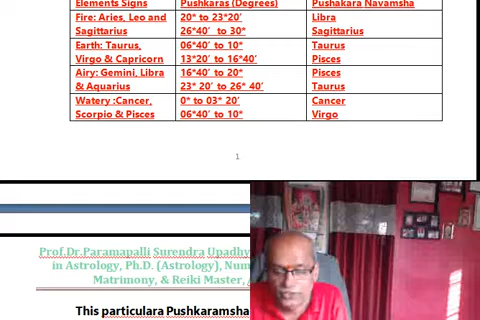 Elements Signs Pushkaras (Degrees) Pushakara Navamsha
Fire: Aries, Leo and 20* to 23*20' Libra
Sagittarius 26*40' to 30* Sagittarius
Earth: Taurus, 06*40' to 10* Taurus
Virgo & Capricorn 13*20' to 16*40' Pisces
Airy: Gemini, Libra 16*40' to 20* Pisces
& Aquarius 23* 20' to 26* 40' Taurus
Watery :Cancer, 0* to 03* 20' Cancer
Scorpio & Pisces 06*40' to 10* Virgo
1
Prof.Dr.Paramapalli Surendra Upadhy
in Astrology, Ph.D. (Astrology), Num
Matrimony, & Reiki Master,
This particulara Pushkaramsha